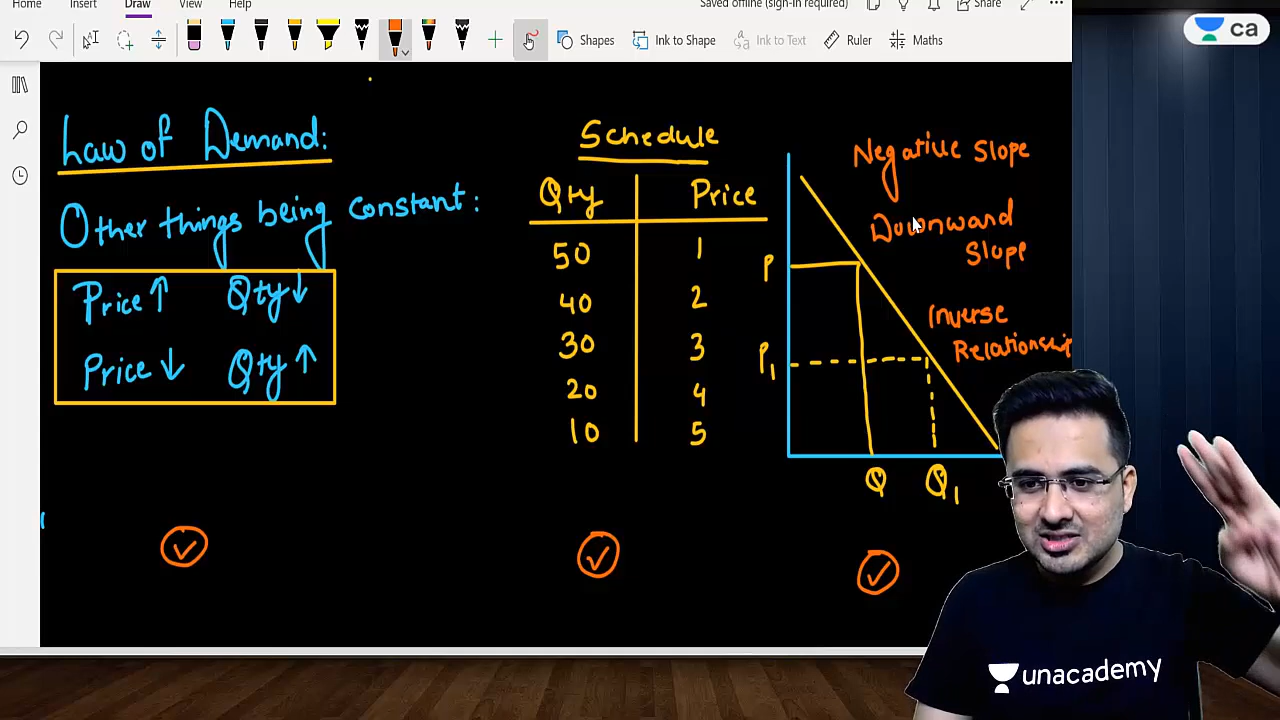 Home Insert Draw View Help
Saved offline (sign-in required)
Share
Shapes
Ink to Shape
Ink to Text
Ruler
Maths
ca
Law of Demand:
Other things being constant:
Price↑ Qty↓
Price↓ Qty↑
Schedule
Qty Price
50 1
40 2
30 3
20 4
10 5
Negative Slope
Downward
Slope
Inverse
Relationship
P
P1
Q Q1
unacademy